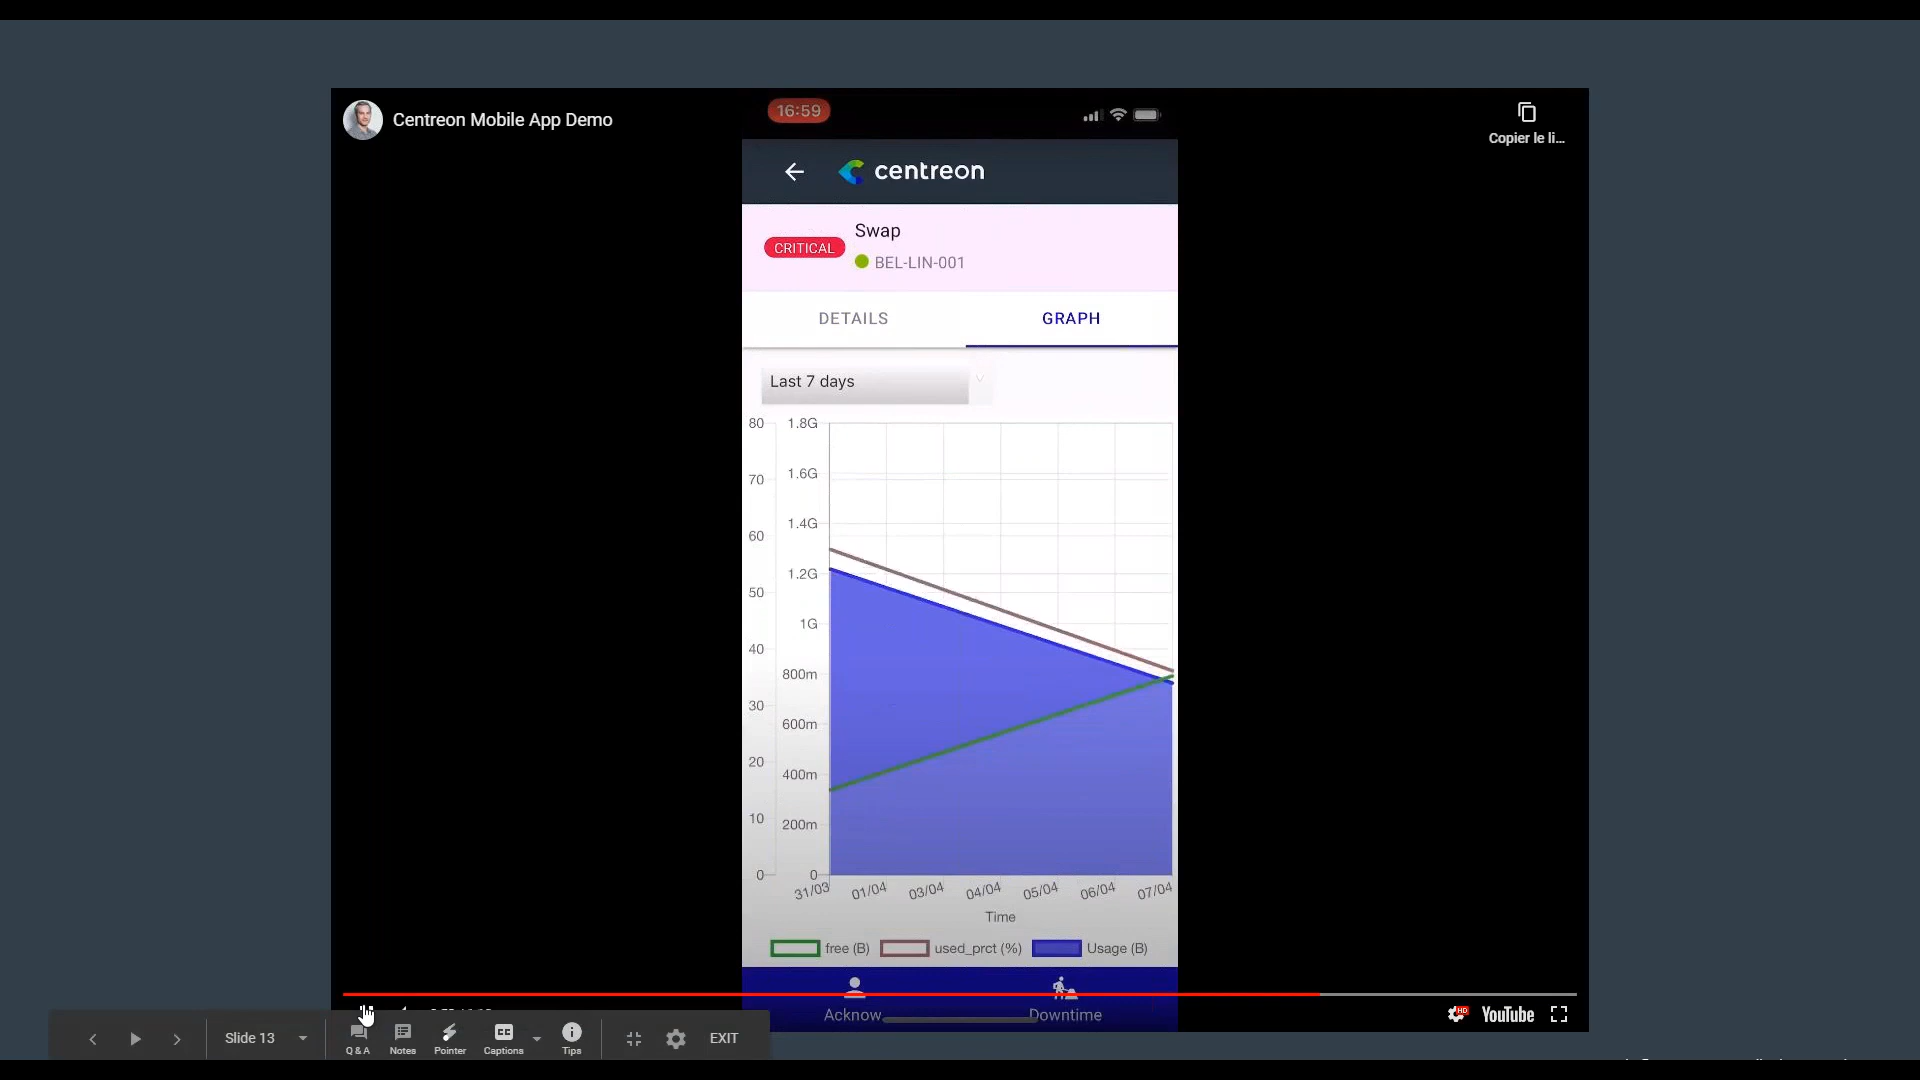 Centreon Mobile App Demo
Copier le li...
16:59
centreon
CRITICAL
Swap
BEL-LIN-001
DETAILS
GRAPH
Last 7 days
80
70
60
50
40
30
20
10
0
1.8G
1.6G
1.4G
1.2G
1G
800m
600m
400m
200m
0
31/03 01/04 03/04 04/04 05/04 06/04 07/04
Time
free (B) used_prct (%) Usage (B)
Acknow
Downtime
HD
YouTube
Slide 13
Q & A
Notes
Pointer
CC
Captions
Tips
EXIT